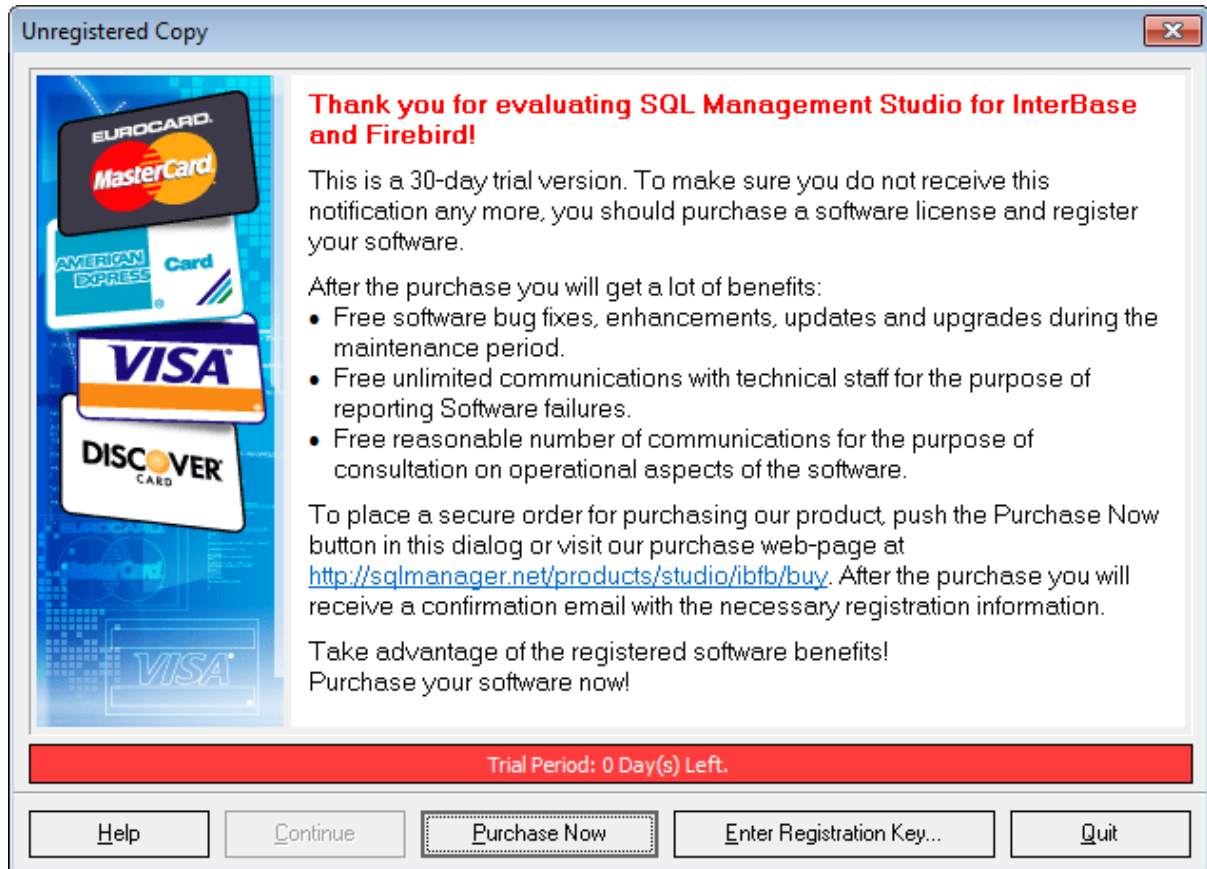 Unregistered Copy
EUROCARD.
MasterCard
AMERICAN EXPRESS
Card
VISA
DISCOVER
CARD
EUROCARD
MasterCard
VISA
Thank you for evaluating SQL Management Studio for InterBase
and Firebird!
This is a 30-day trial version. To make sure you do not receive this
notification any more, you should purchase a software license and register
your software.
After the purchase you will get a lot of benefits:
• Free software bug fixes, enhancements, updates and upgrades during the
maintenance period.
• Free unlimited communications with technical staff for the purpose of
reporting Software failures.
• Free reasonable number of communications for the purpose of
consultation on operational aspects of the software.
To place a secure order for purchasing our product, push the Purchase Now
button in this dialog or visit our purchase web-page at
http://sqlmanager.net/products/studio/ibfb/buy. After the purchase you will
receive a confirmation email with the necessary registration information.
Take advantage of the registered software benefits!
Purchase your software now!
Trial Period: 0 Day(s) Left.
Help
Continue
Purchase Now
Enter Registration Key...
Quit